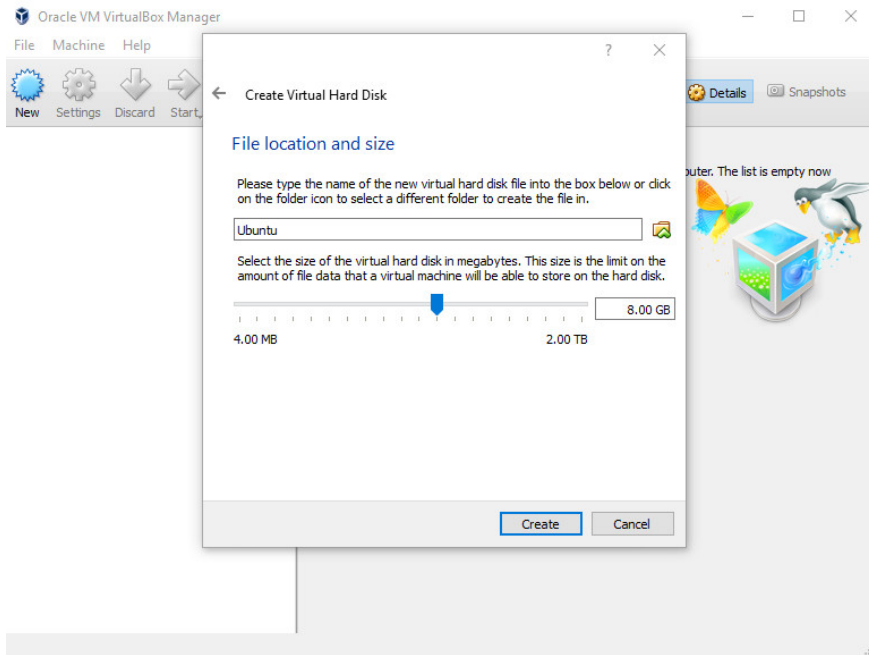 Oracle VM VirtualBox Manager
File Machine Help
New Settings Discard Start
Details Snapshots
? 
Create Virtual Hard Disk
File location and size
Please type the name of the new virtual hard disk file into the box below or click
on the folder icon to select a different folder to create the file in.
Ubuntu
Select the size of the virtual hard disk in megabytes. This size is the limit on the
amount of file data that a virtual machine will be able to store on the hard disk.
8.00 GB
4.00 MB 2.00 TB
Create Cancel
The list is empty now